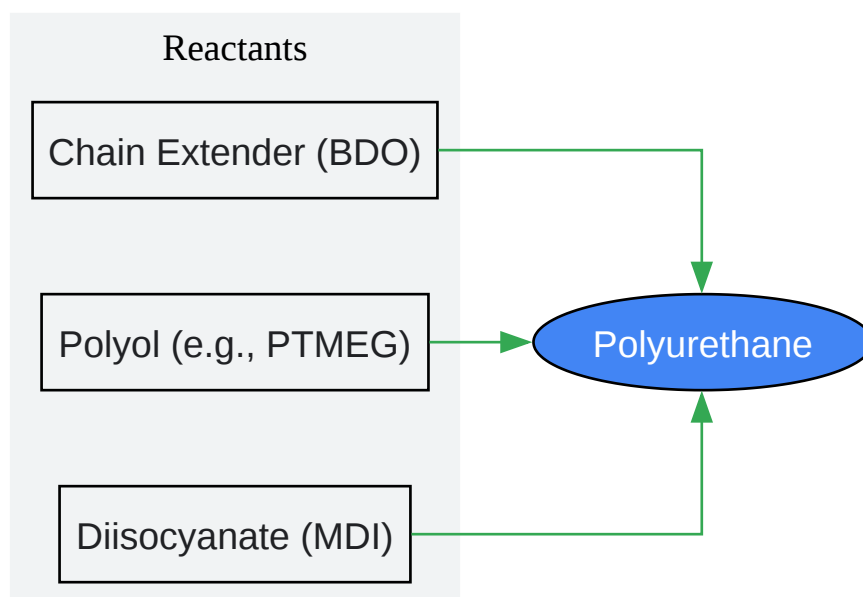 Reactants
Chain Extender (BDO)
Polyol (e.g., PTMEG)
Polyurethane
Diisocyanate (MDI)